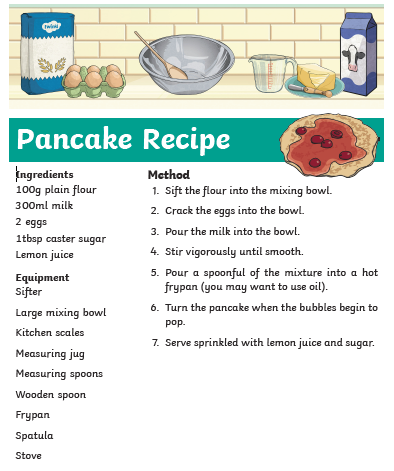 twinkl
Pancake Recipe
Ingredients
100g plain flour
300ml milk
2 eggs
1tbsp caster sugar
Lemon juice
Equipment
Sifter
Large mixing bowl
Kitchen scales
Measuring jug
Measuring spoons
Wooden spoon
Frypan
Spatula
Stove
Method
1. Sift the flour into the mixing bowl.
2. Crack the eggs into the bowl.
3. Pour the milk into the bowl.
4. Stir vigorously until smooth.
5. Pour a spoonful of the mixture into a hot
frypan (you may want to use oil).
6. Turn the pancake when the bubbles begin to
pop.
7. Serve sprinkled with lemon juice and sugar.